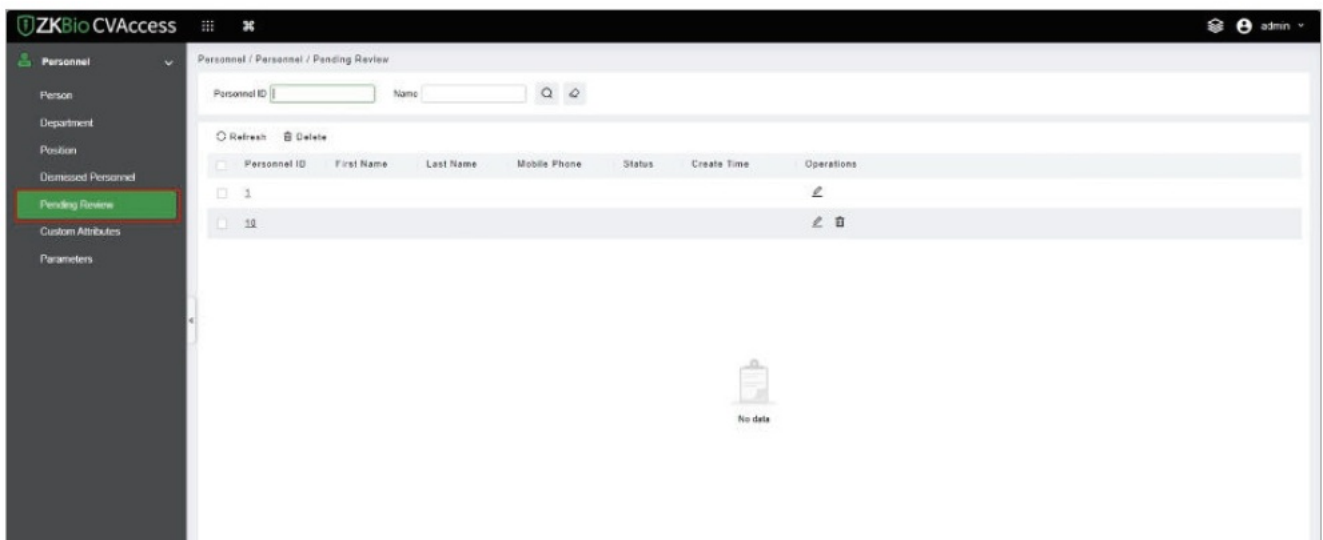 ZKBio CVAccess
admin
Personnel
Person
Department
Position
Dismissed Personnel
Pending Review
Custom Attributes
Parameters
Personnel / Personnel / Pending Review
Personnel ID Name
Refresh Delete
Personnel ID First Name Last Name Mobile Phone Status Create Time Operations
1
10
No data